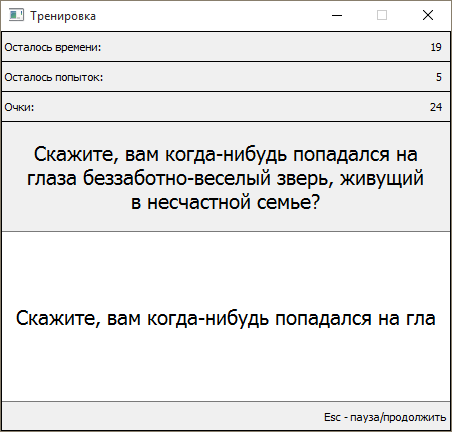 Тренировка
Осталось времени: 19
Осталось попыток: 5
Очки: 24
Скажите, вам когда-нибудь попадался на
глаза беззаботно-веселый зверь, живущий
в несчастной семье?
Скажите, вам когда-нибудь попадался на гла
Esc - пауза/продолжить